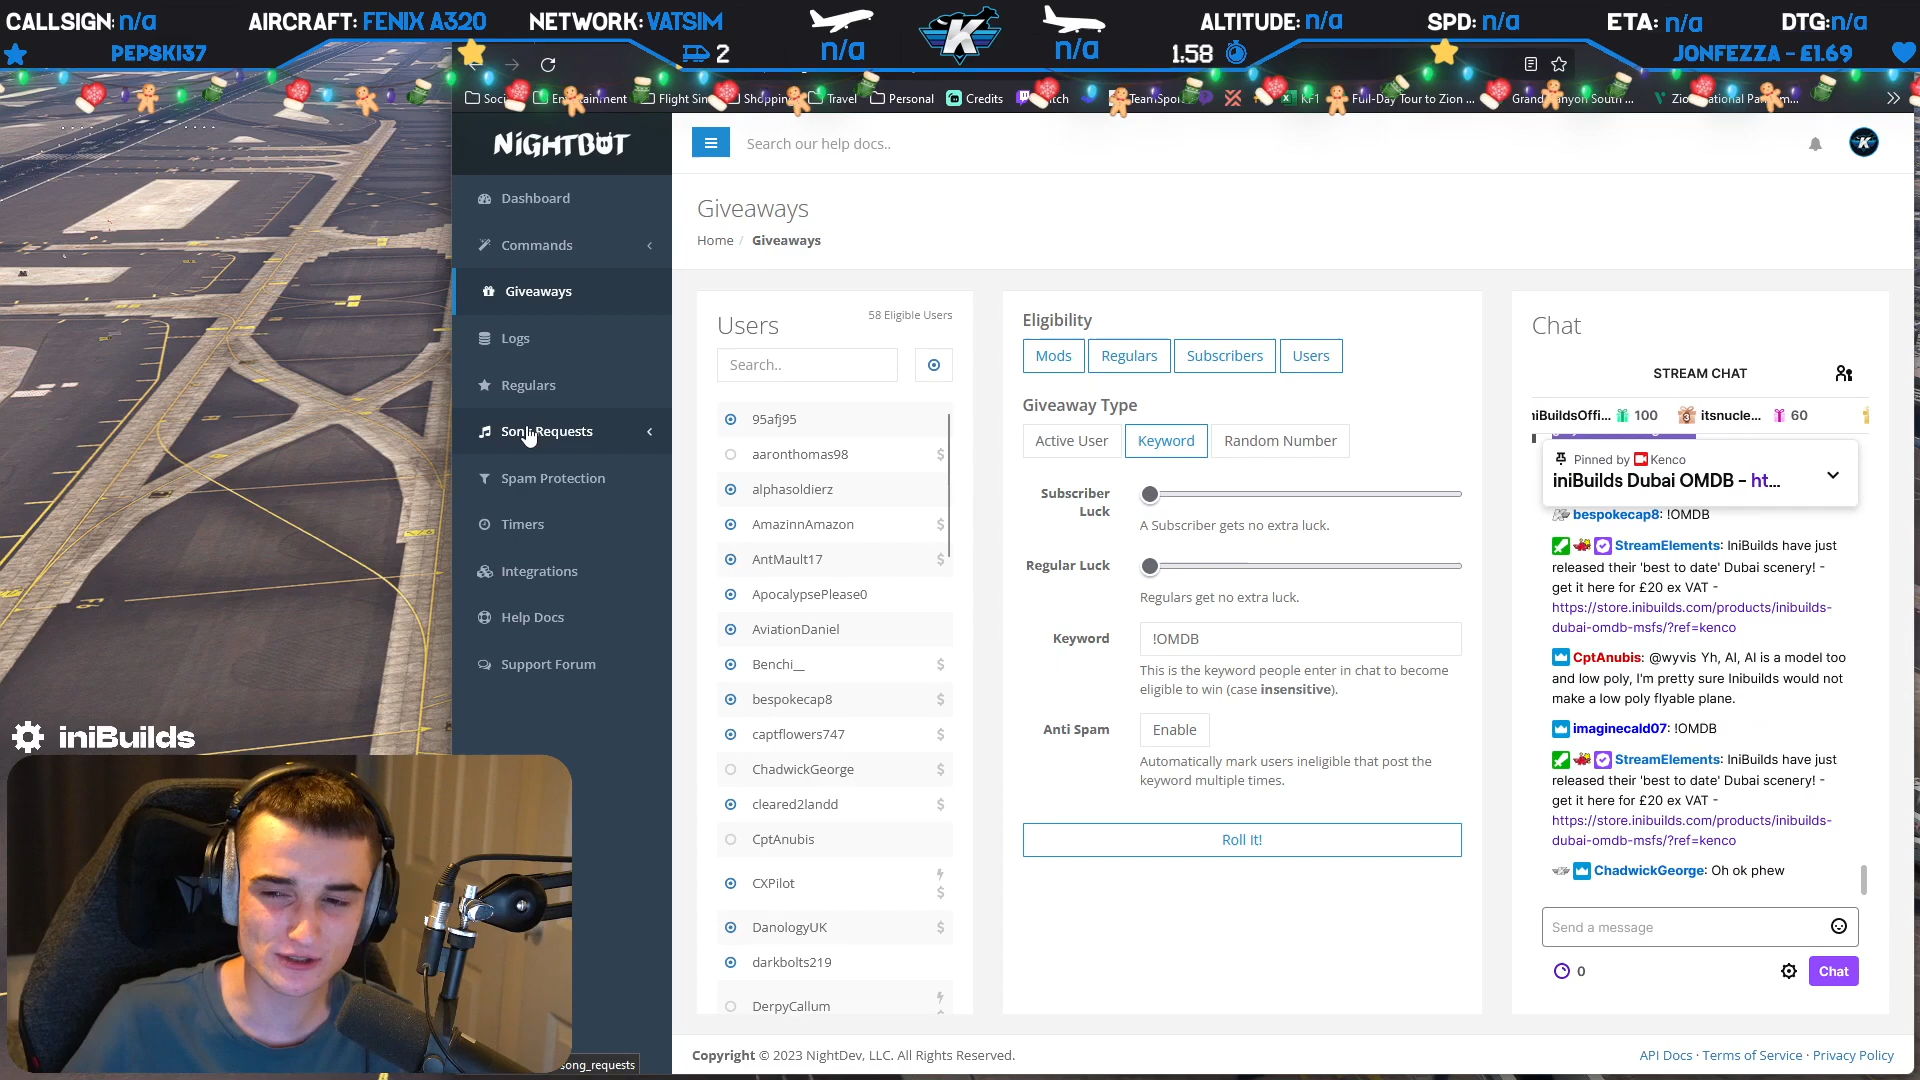 CALLSIGN: n/a
AIRCRAFT: FENIX A320
NETWORK: VATSIM
n/a
K
n/a
ALTITUDE: n/a
SPD: n/a
ETA: n/a
DTG:n/a
PEPSKI37
2
1:58
JONFEZZA - £1.69
Entertainment
Flight Sim
Shopping
Travel
Personal
Credits
Full-Day Tour to Zion ...
NiGHTBOT
Search our help docs..
K
Dashboard
Commands
Giveaways
Logs
Regulars
Song Requests
Spam Protection
Timers
Integrations
Help Docs
Support Forum
Giveaways
Home / Giveaways
Users
58 Eligible Users
Search..
95afj95
aaronthomas98 $
alphasoldierz
AmazinnAmazon $
AntMault17 $
ApocalypsePlease0
AviationDaniel
Benchi__ $
bespokecap8 $
captflowers747 $
ChadwickGeorge $
cleared2landd $
CptAnubis
CXPilot $
DanologyUK $
darkbolts219
DerpyCallum
Eligibility
Mods
Regulars
Subscribers
Users
Giveaway Type
Active User
Keyword
Random Number
Subscriber
Luck
A Subscriber gets no extra luck.
Regular Luck
Regulars get no extra luck.
Keyword
!OMDB
This is the keyword people enter in chat to become
eligible to win (case insensitive).
Anti Spam
Enable
Automatically mark users ineligible that post the
keyword multiple times.
Roll It!
Chat
STREAM CHAT
iBuildsOffi... 100
3 itsnucle... 60
Pinned by Kenco
iniBuilds Dubai OMDB - ht...
bespokecap8: !OMDB
StreamElements: IniBuilds have just
released their 'best to date' Dubai scenery! -
get it here for £20 ex VAT -
https://store.inibuilds.com/products/inibuilds-
dubai-omdb-msfs/?ref=kenco
CptAnubis: @wyvis Yh, AI, AI is a model too
and low poly, I'm pretty sure Inibuilds would not
make a low poly flyable plane.
imaginecald07: !OMDB
StreamElements: IniBuilds have just
released their 'best to date' Dubai scenery! -
get it here for £20 ex VAT -
https://store.inibuilds.com/products/inibuilds-
dubai-omdb-msfs/?ref=kenco
ChadwickGeorge: Oh ok phew
Send a message
0
Chat
iniBuilds
song_requests
Copyright © 2023 NightDev, LLC. All Rights Reserved.
API Docs · Terms of Service · Privacy Policy